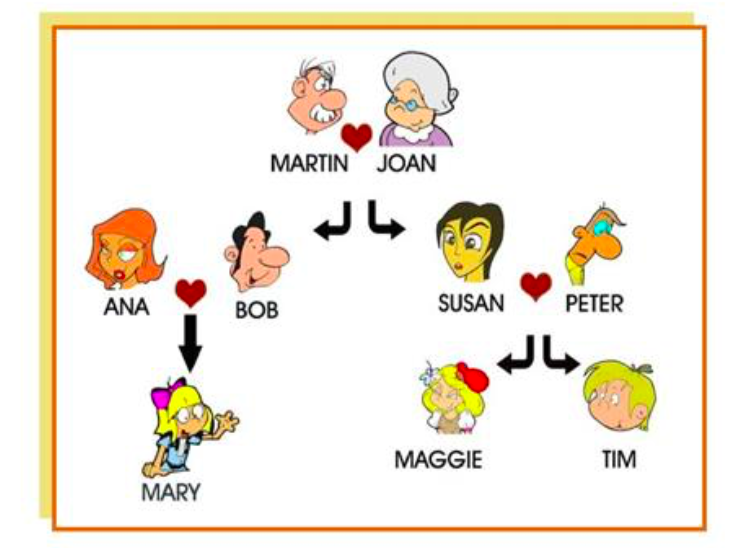 MARTIN JOAN
ANA BOB SUSAN PETER
MARY MAGGIE TIM